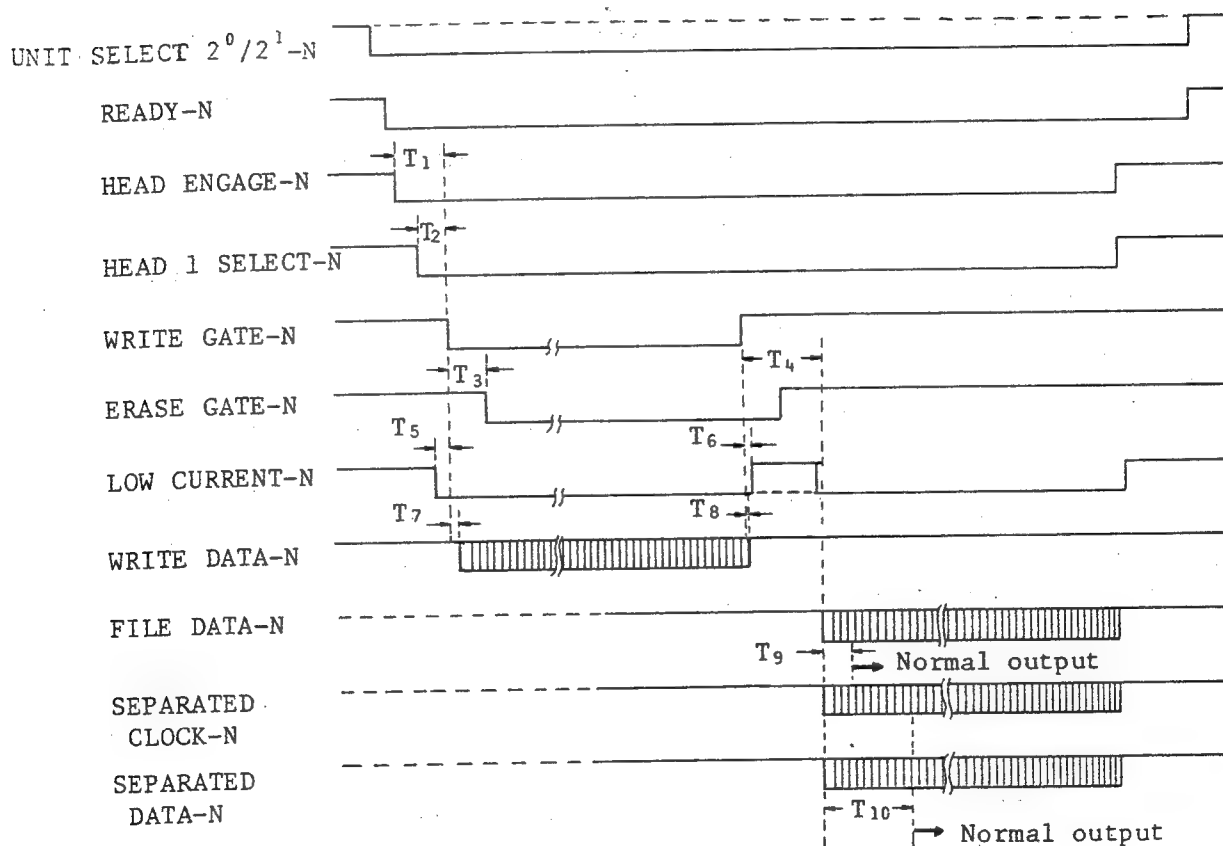 UNIT SELECT 2⁰/2¹-N
READY-N
T₁
HEAD ENGAGE-N
T₂
HEAD 1 SELECT-N
WRITE GATE-N
T₃
T₄
ERASE GATE-N
T₅
T₆
LOW CURRENT-N
T₇
T₈
WRITE DATA-N
FILE DATA-N
T₉
Normal output
SEPARATED
CLOCK-N
SEPARATED
DATA-N
T₁₀
Normal output